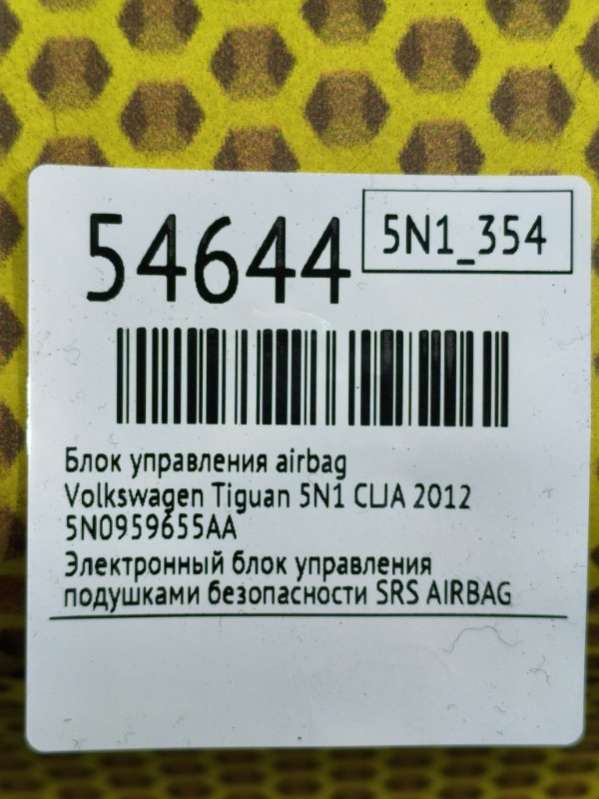 54644
5N1_354
Блок управления airbag
Volkswagen Tiguan 5N1 CLJA 2012
5N0959655AA
Электронный блок управления
подушками безопасности SRS AIRBAG